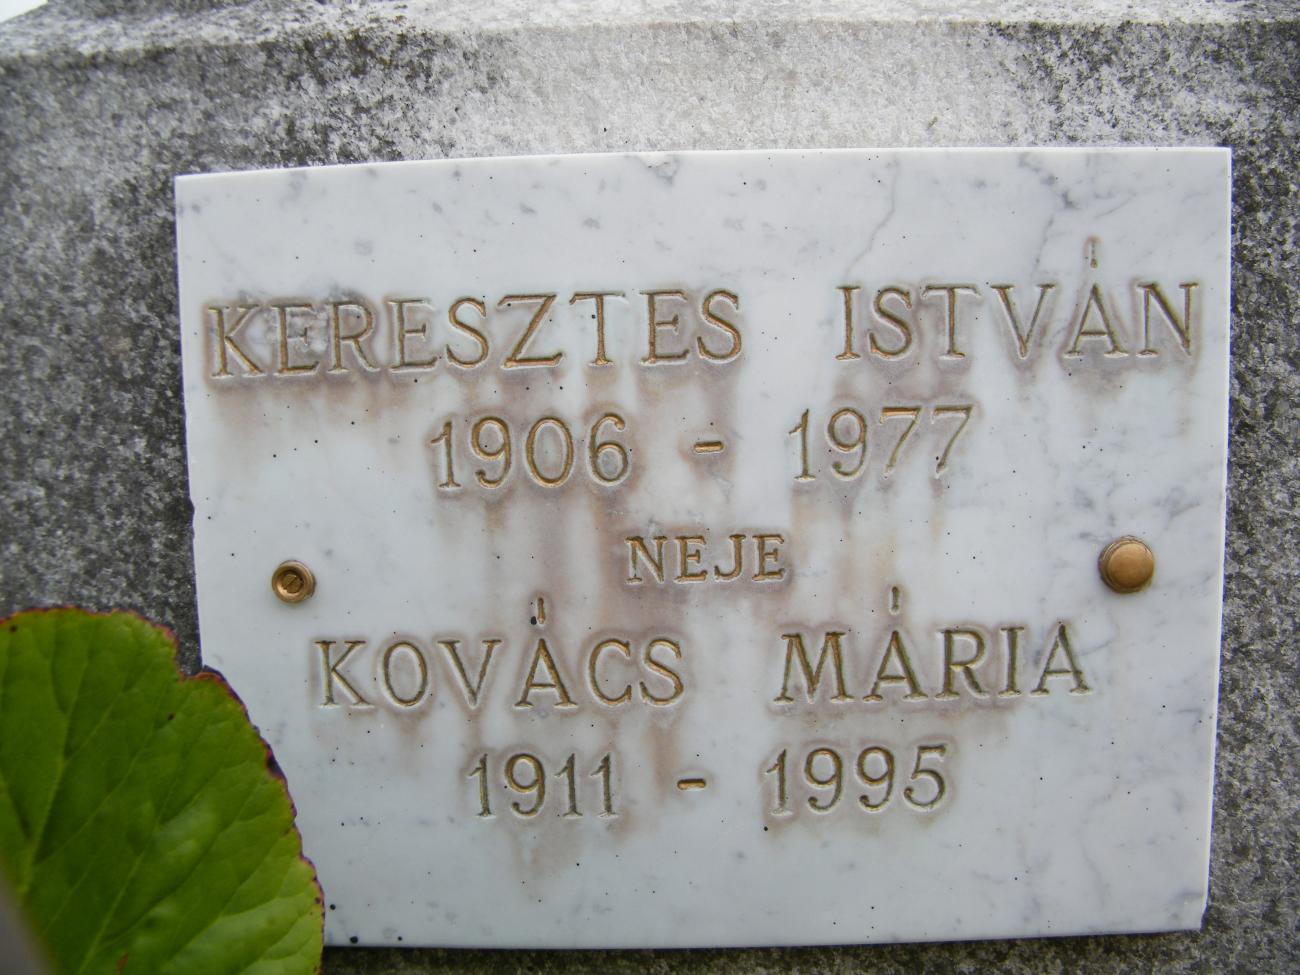 KERESZTES ISTVÁN
1906 - 1977
NEJE
KOVÁCS MÁRIA
1911 - 1995